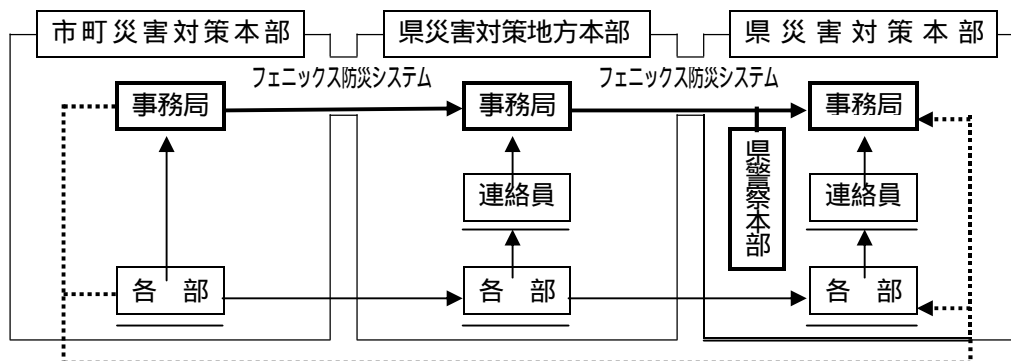 市町災害対策本部
県災害対策地方本部
県災害対策本部
フェニックス防災システム
フェニックス防災システム
事務局
事務局
事務局
県警察本部
連絡員
連絡員
各 部
各 部
各 部